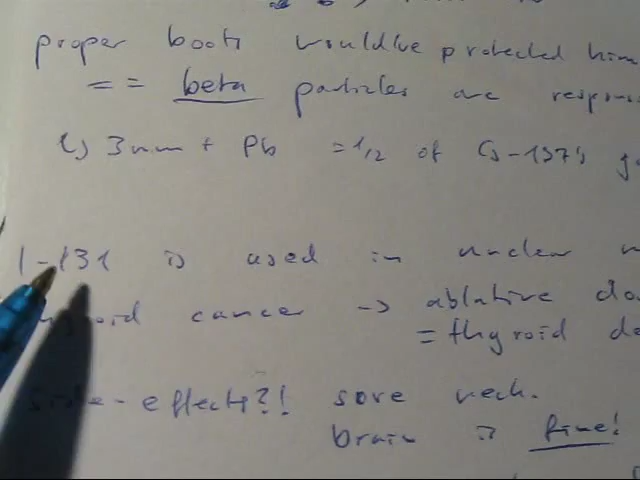 proper boots would've protected him
== beta particles are
↳ 3mm + Pb = 1/2 of Cs-137's
I-131 is used in nuclear
cancer -> ablative
= thyroid
side-effects?! sore neck.
brain is fine!